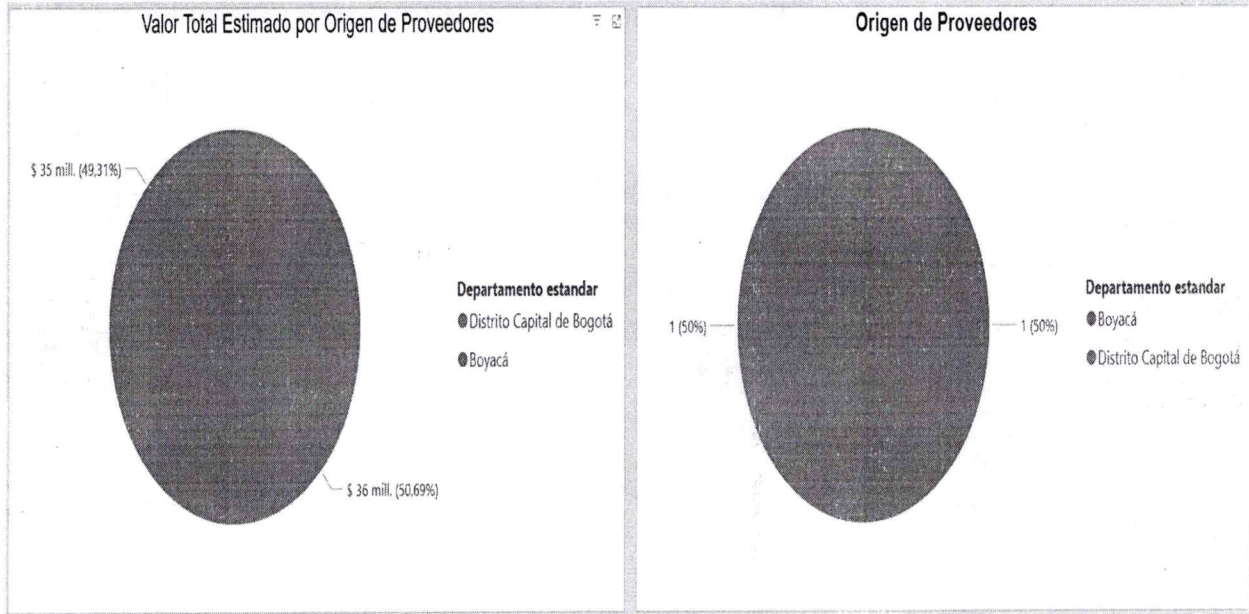 Valor Total Estimado por Origen de Proveedores
$ 35 mill. (49,31%)
Departamento estandar
Distrito Capital de Bogotá
Boyacá
$ 36 mill. (50,69%)
Origen de Proveedores
1 (50%)
1 (50%)
Departamento estandar
Boyacá
Distrito Capital de Bogotá